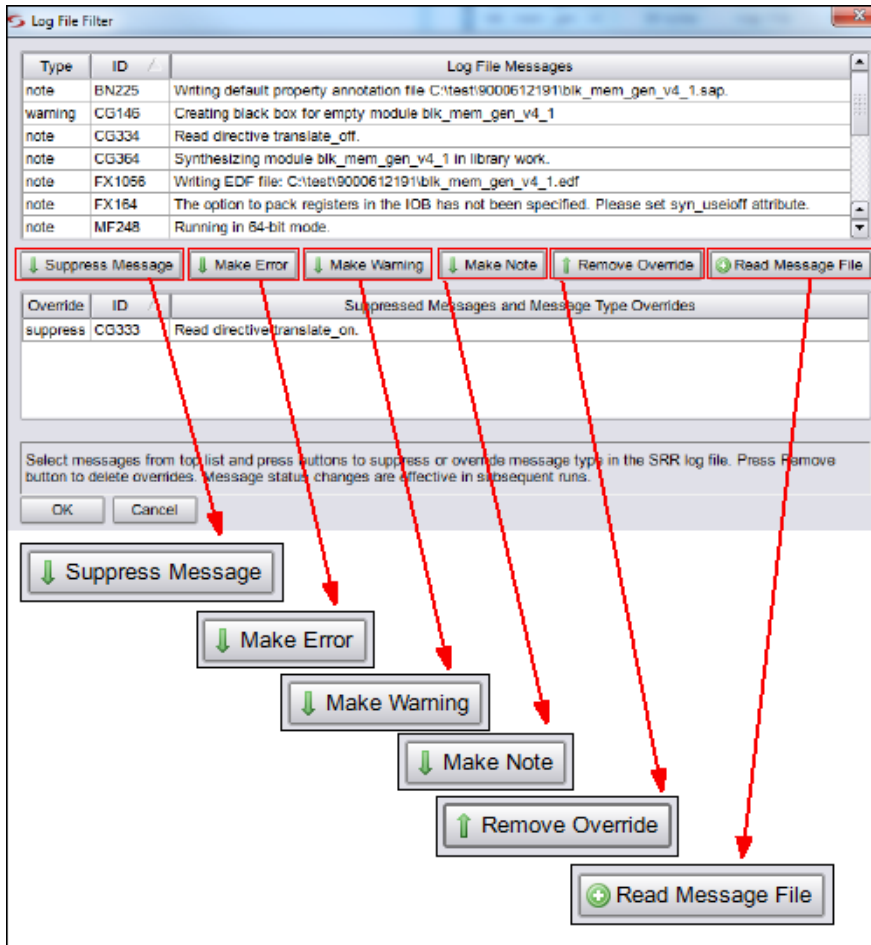 Log File Filter
Type ID Log File Messages
note BN225 Writing default property annotation file C:\test\9000612191\blk_mem_gen_v4_1.sap.
warning CG146 Creating black box for empty module blk_mem_gen_v4_1
note CG334 Read directive translate_off.
note CG364 Synthesizing module blk_mem_gen_v4_1 in library work.
note FX1056 Writing EDF file: C:\test\9000612191\blk_mem_gen_v4_1.edf
note FX164 The option to pack registers in the IOB has not been specified. Please set syn_useioff attribute.
note MF248 Running in 64-bit mode.
Suppress Message Make Error Make Warning Make Note Remove Override Read Message File
Override ID Suppressed Messages and Message Type Overrides
suppress CG333 Read directive translate_on.
Select messages from top list and press buttons to suppress or override message type in the SRR log file. Press Remove
button to delete overrides. Message status changes are effective in subsequent runs.
OK Cancel
Suppress Message
Make Error
Make Warning
Make Note
Remove Override
Read Message File